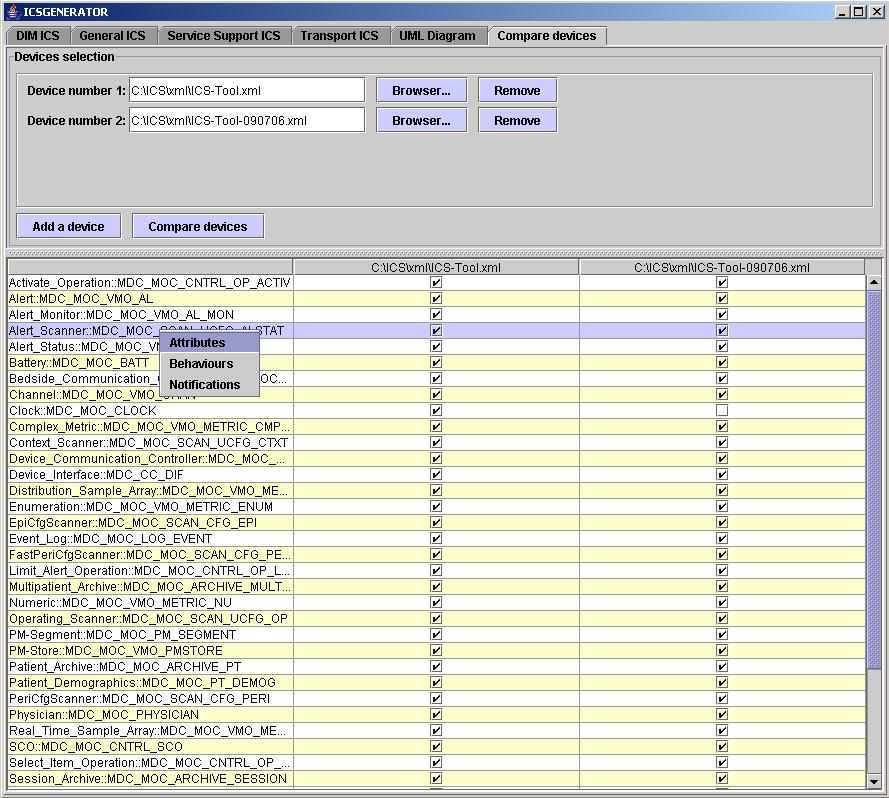 ICSGENERATOR
DIM ICS General ICS Service Support ICS Transport ICS UML Diagram Compare devices
Devices selection
Device number 1: C:\ICS\xml\ICS-Tool.xml Browser... Remove
Device number 2: C:\ICS\xml\ICS-Tool-090706.xml Browser... Remove
Add a device Compare devices
C:\ICS\xml\ICS-Tool.xml C:\ICS\xml\ICS-Tool-090706.xml
Activate_Operation::MDC_MOC_CNTRL_OP_ACTIV
Alert::MDC_MOC_VMO_AL
Alert_Monitor::MDC_MOC_VMO_AL_MON
Alert_Scanner::MDC_MOC_SCAN_UCFG_ALSTAT
Attributes
Alert_Status::MDC_MOC_
Behaviours
Battery::MDC_MOC_BATT
Notifications
Bedside_Communication_
Channel::MDC_MOC_VMO_CHAN
Clock::MDC_MOC_CLOCK
Complex_Metric::MDC_MOC_VMO_METRIC_CMP...
Context_Scanner::MDC_MOC_SCAN_UCFG_CTXT
Device_Communication_Controller::MDC_MOC_...
Device_Interface::MDC_CC_DIF
Distribution_Sample_Array::MDC_MOC_VMO_ME...
Enumeration::MDC_MOC_VMO_METRIC_ENUM
EpiCfgScanner::MDC_MOC_SCAN_CFG_EPI
Event_Log::MDC_MOC_LOG_EVENT
FastPeriCfgScanner::MDC_MOC_SCAN_CFG_PE...
Limit_Alert_Operation::MDC_MOC_CNTRL_OP_L...
Multipatient_Archive::MDC_MOC_ARCHIVE_MULT...
Numeric::MDC_MOC_VMO_METRIC_NU
Operating_Scanner::MDC_MOC_SCAN_UCFG_OP
PM-Segment::MDC_MOC_PM_SEGMENT
PM-Store::MDC_MOC_VMO_PMSTORE
Patient_Archive::MDC_MOC_ARCHIVE_PT
Patient_Demographics::MDC_MOC_PT_DEMOG
PeriCfgScanner::MDC_MOC_SCAN_CFG_PERI
Physician::MDC_MOC_PHYSICIAN
Real_Time_Sample_Array::MDC_MOC_VMO_ME...
SCO::MDC_MOC_CNTRL_SCO
Select_Item_Operation::MDC_MOC_CNTRL_OP_...
Session_Archive::MDC_MOC_ARCHIVE_SESSION